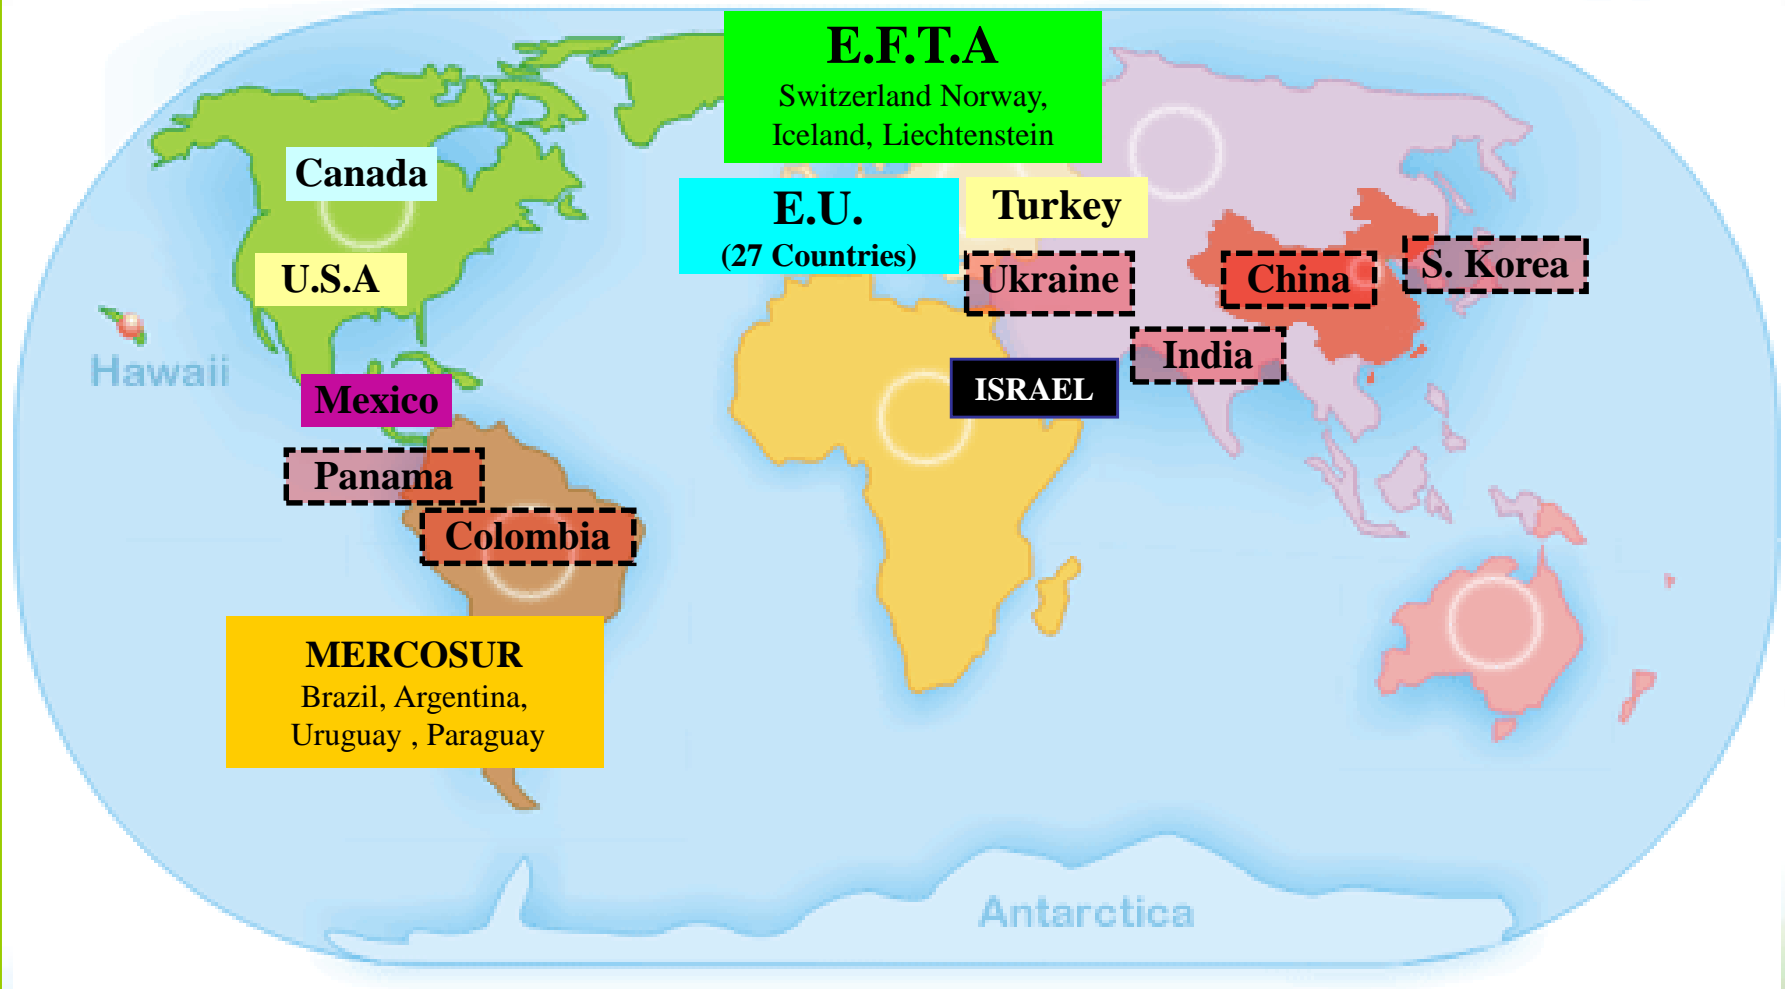 E.F.T.A
Switzerland Norway,
Iceland, Liechtenstein
Canada
E.U.
(27 Countries)
Turkey
U.S.A
Ukraine
China
S. Korea
Hawaii
India
ISRAEL
Mexico
Panama
Colombia
MERCOSUR
Brazil, Argentina,
Uruguay , Paraguay
Antarctica